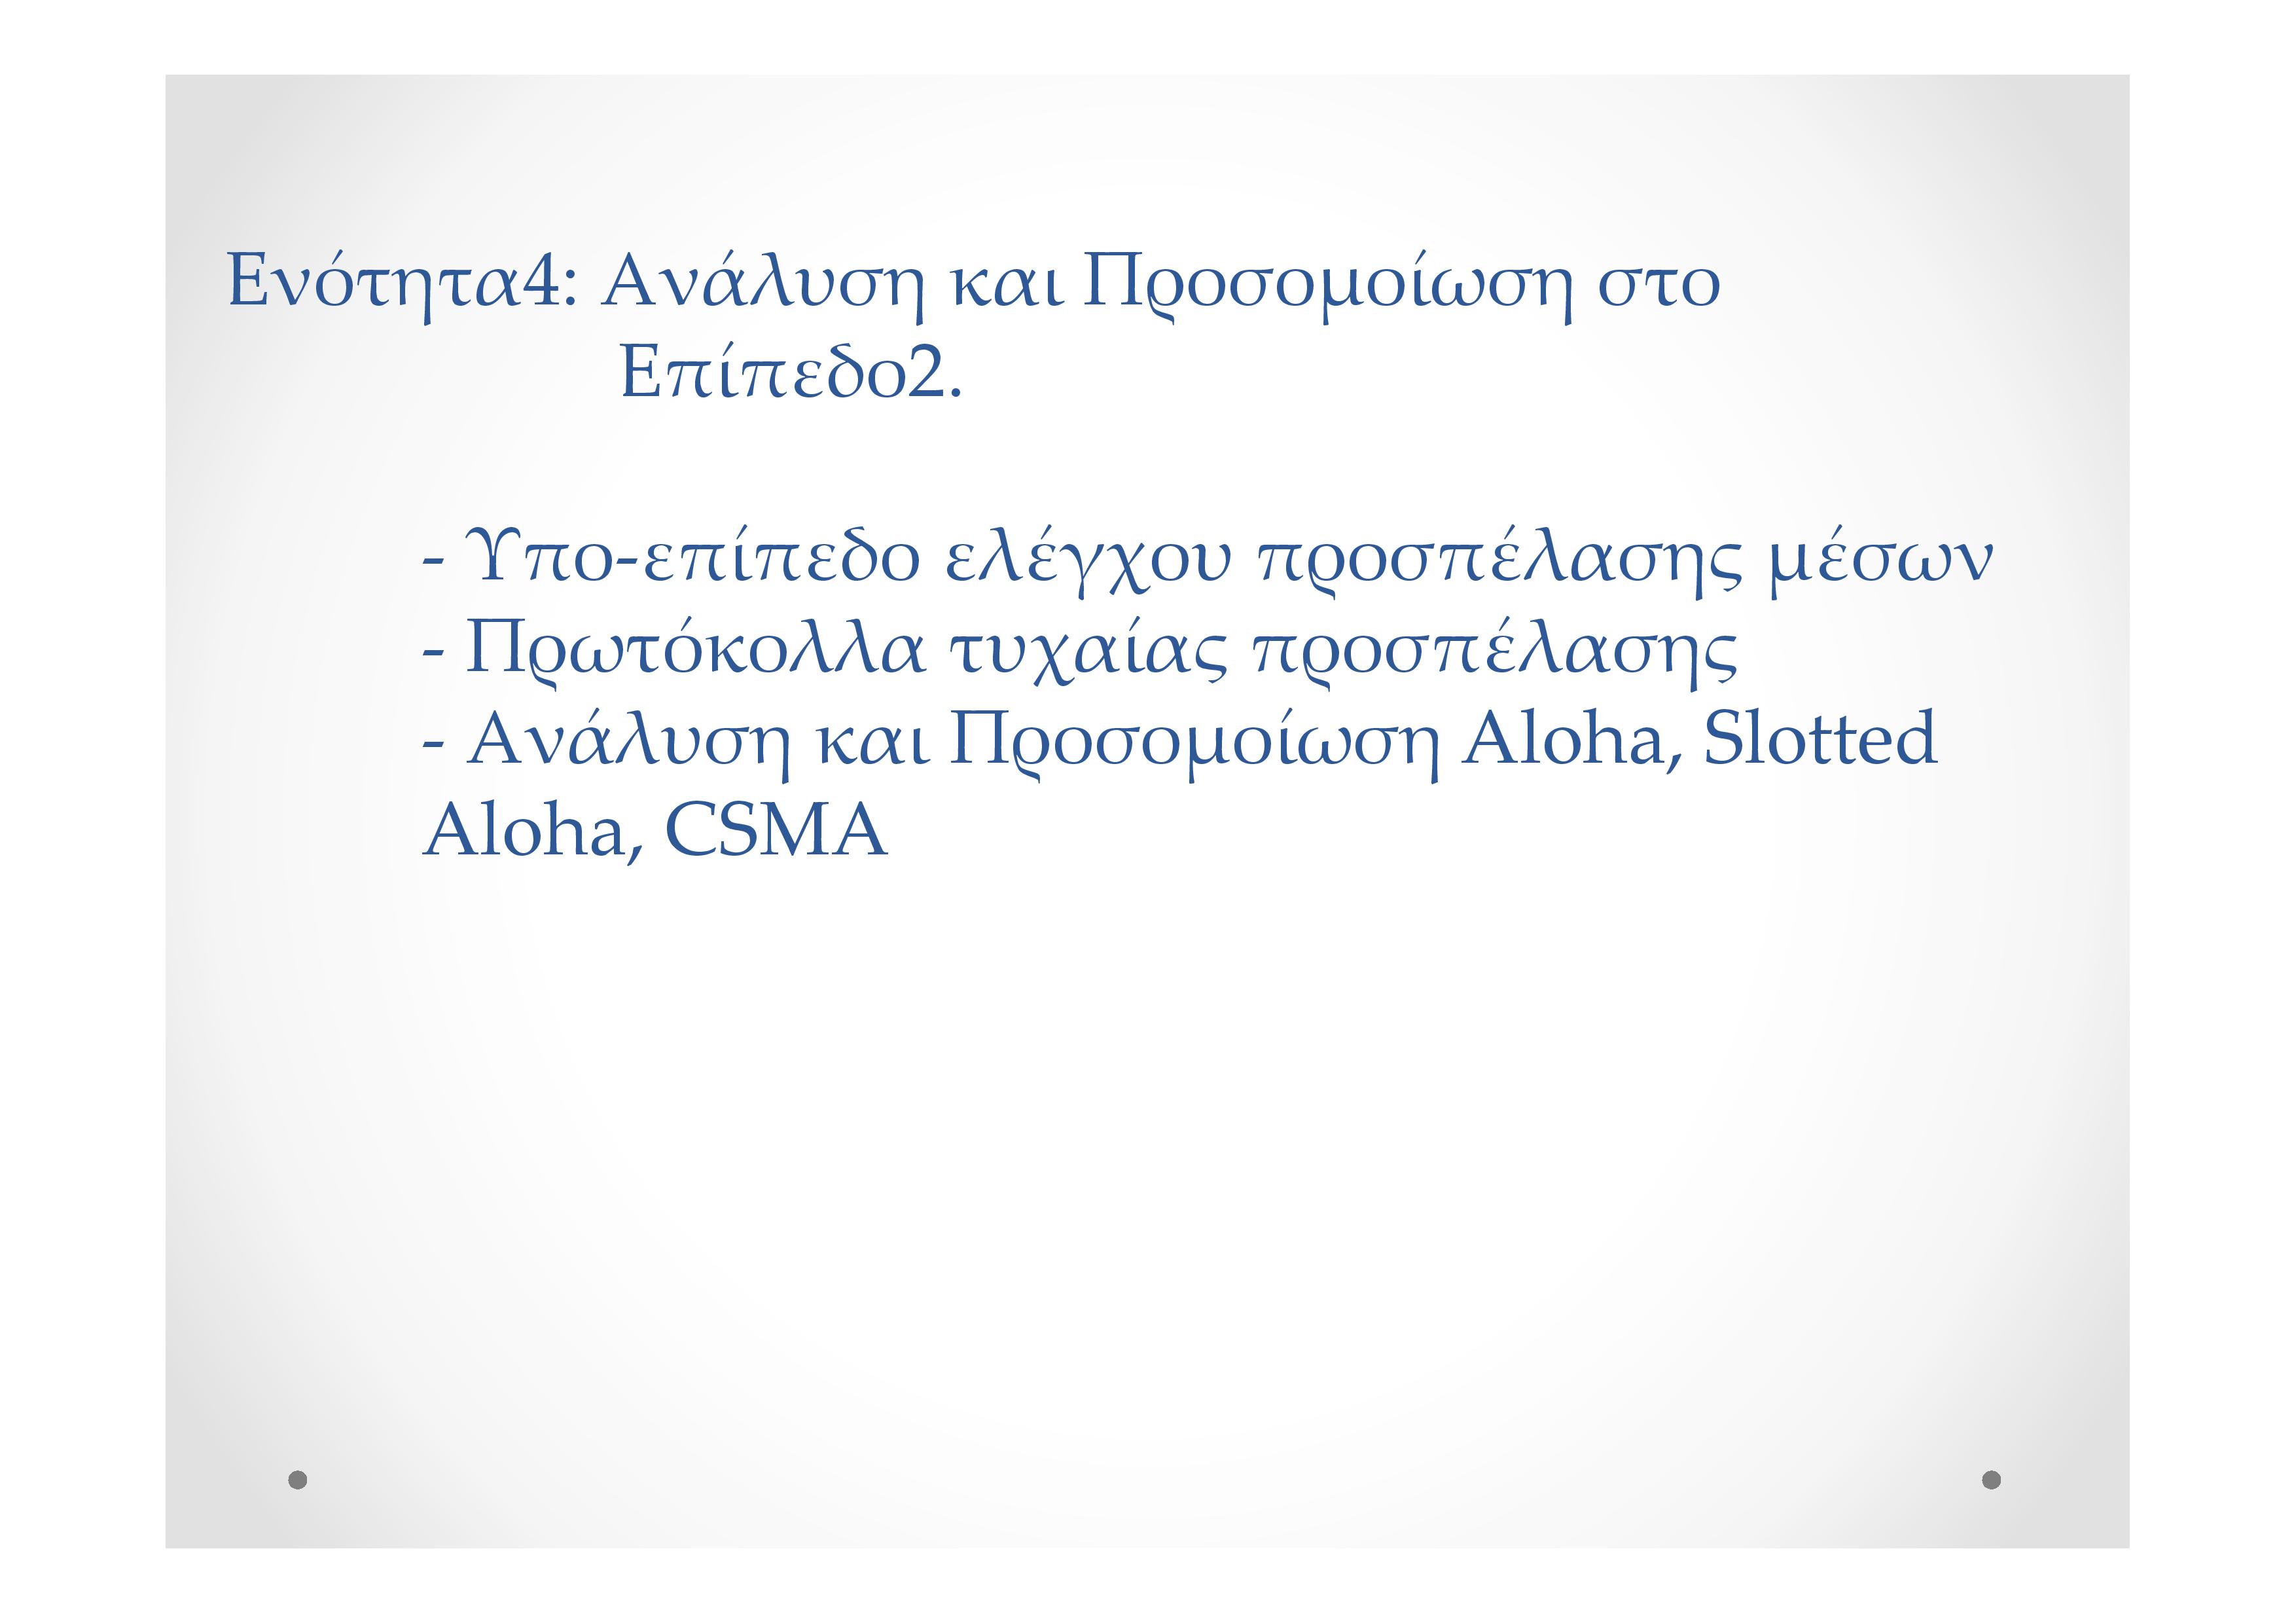 Ενότητα4: Ανάλυση και Προσομοίωση στο
Επίπεδο2.
- Υπο-επίπεδο ελέγχου προσπέλασης μέσων
- Πρωτόκολλα τυχαίας προσπέλασης
- Ανάλυση και Προσομοίωση Aloha, Slotted
Aloha, CSMA